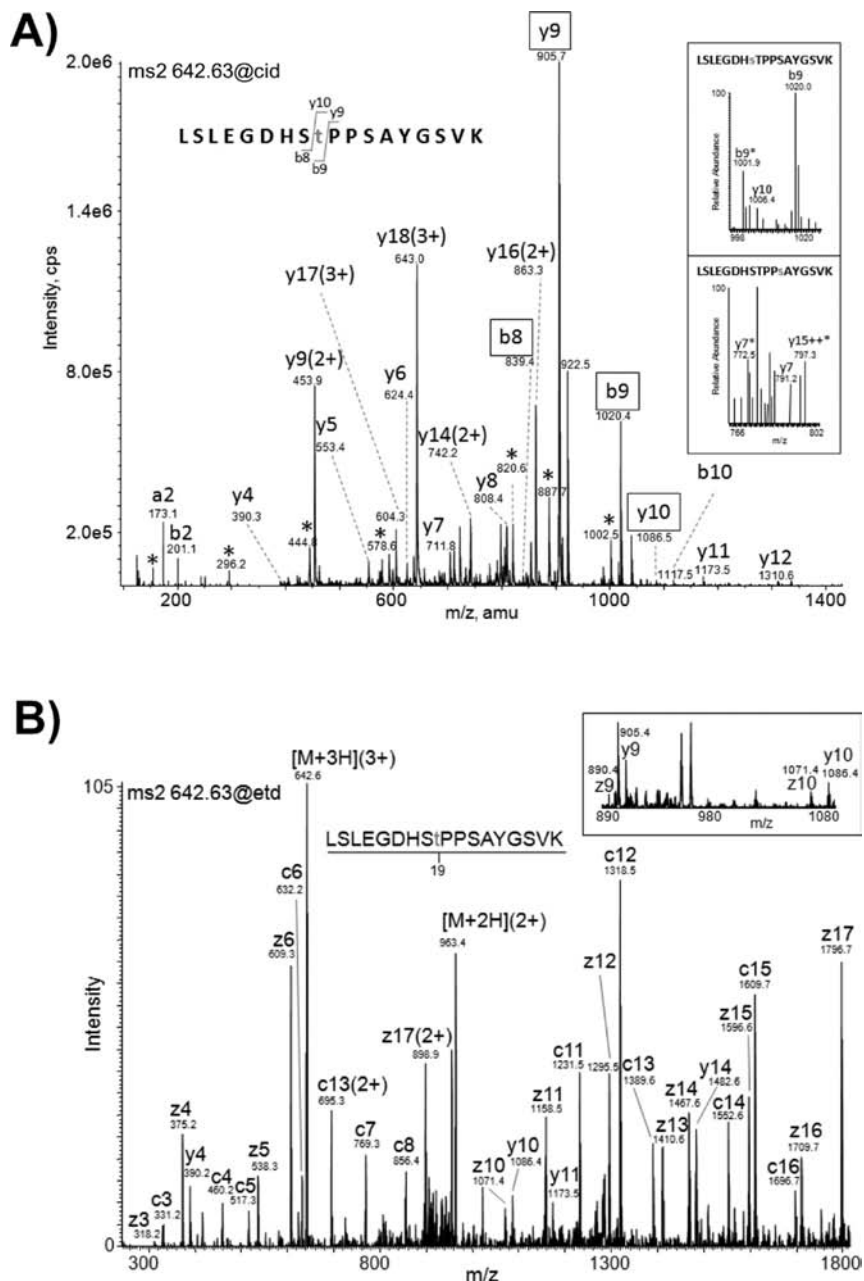 A)
ms2 642.63@cid
2.0e6
1.4e6
8.0e5
2.0e5
Intensity, cps
200
600
1000
1400
m/z, amu
y10
y9
LSLEGDHStPPSAYGSVK
b8
b9
y9
905.7
y18(3+)
643.0
y16(2+)
863.3
y17(3+)
604.3
b8
839.4
y9(2+)
453.9
y6
624.4
922.5
b9
1020.4
y5
553.4
y14(2+)
742.2
*
820.6
y8
808.4
*
887.7
b10
1117.5
a2
173.1
b2
201.1
y4
390.3
*
*
296.2
*
444.8
*
578.6
y7
711.8
*
1002.5
y10
1086.5
y11
1173.5
y12
1310.6
LSLEGDHsTPPSAYGSVK
b9
1020.0
100
b9*
1001.9
y10
1006.4
Relative Abundance
998
1020
LSLEGDHSTPPsAYGSVK
100
y7*
772.5
y15++*
797.3
y7
791.2
Relative Abundance
766
802
m/z
B)
ms2 642.63@etd
105
0
Intensity
300
800
1300
1800
m/z
[M+3H](3+)
642.6
LSLEGDHStPPSAYGSVK
19
905.4
y9
890.4
z9
1071.4
z10
y10
1086.4
890
980
1080
m/z
c6
632.2
z6
609.3
[M+2H](2+)
963.4
c12
1318.5
z12
1295.5
c15
1609.7
z17
1796.7
z15
1596.6
c11
1231.5
c13
1389.6
y14
1482.6
z14
1467.6
c14
1552.6
z13
1410.6
z17(2+)
898.9
c13(2+)
695.3
z11
1158.5
z4
375.2
y4
390.2
c7
769.3
c8
856.4
z5
538.3
z10
1071.4
y10
1086.4
y11
1173.5
z16
1709.7
c16
1696.7
c3
331.2
z3
318.2
c4
460.2
c5
517.3